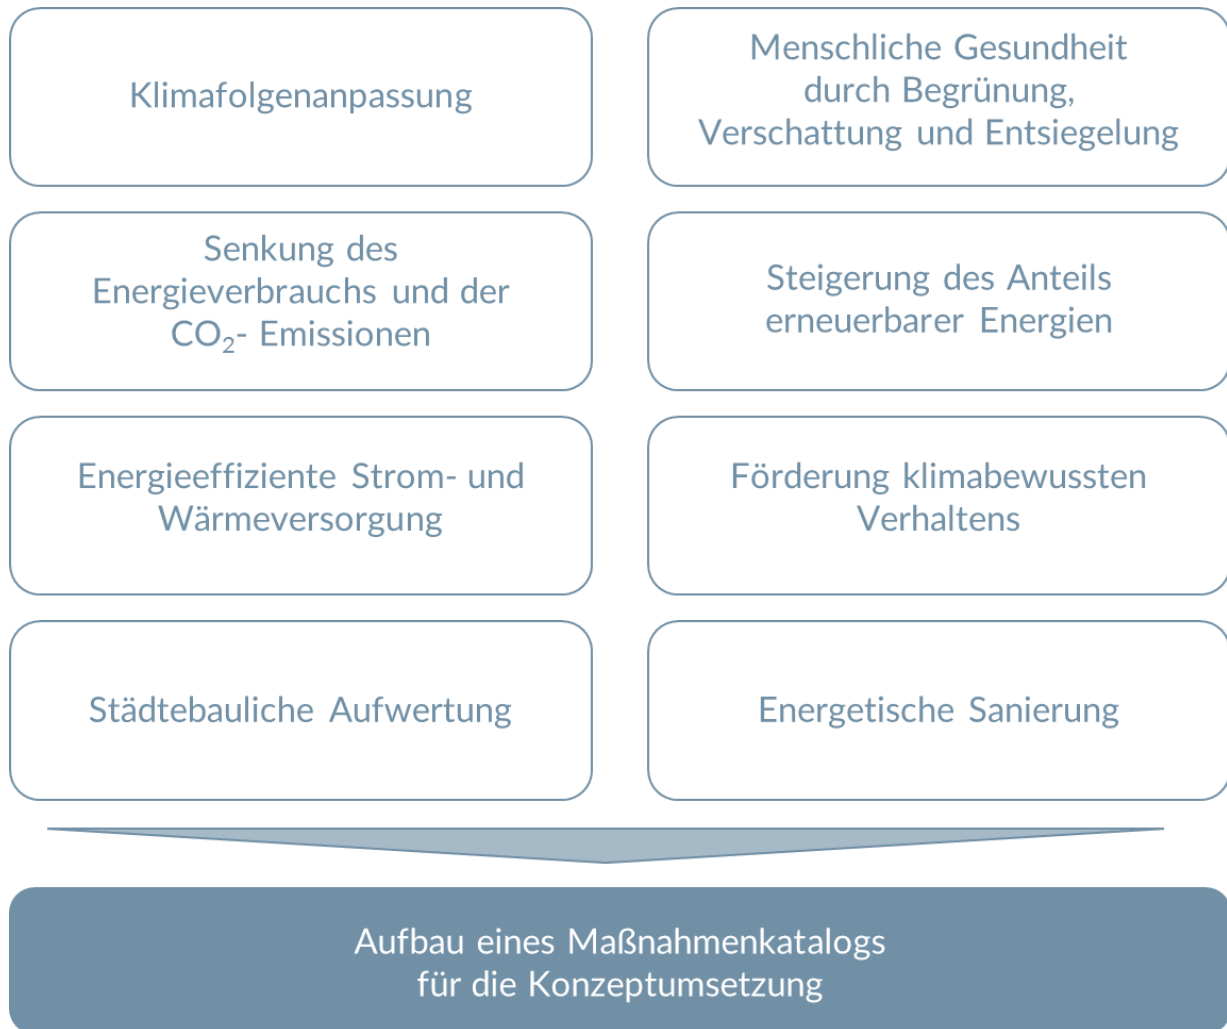 Klimafolgenanpassung
Menschliche Gesundheit
durch Begrünung,
Verschattung und Entsiegelung
Senkung des
Energieverbrauchs und der
CO₂- Emissionen
Steigerung des Anteils
erneuerbarer Energien
Energieeffiziente Strom- und
Wärmeversorgung
Förderung klimabewussten
Verhaltens
Städtebauliche Aufwertung
Energetische Sanierung
Aufbau eines Maßnahmenkatalogs
für die Konzeptumsetzung